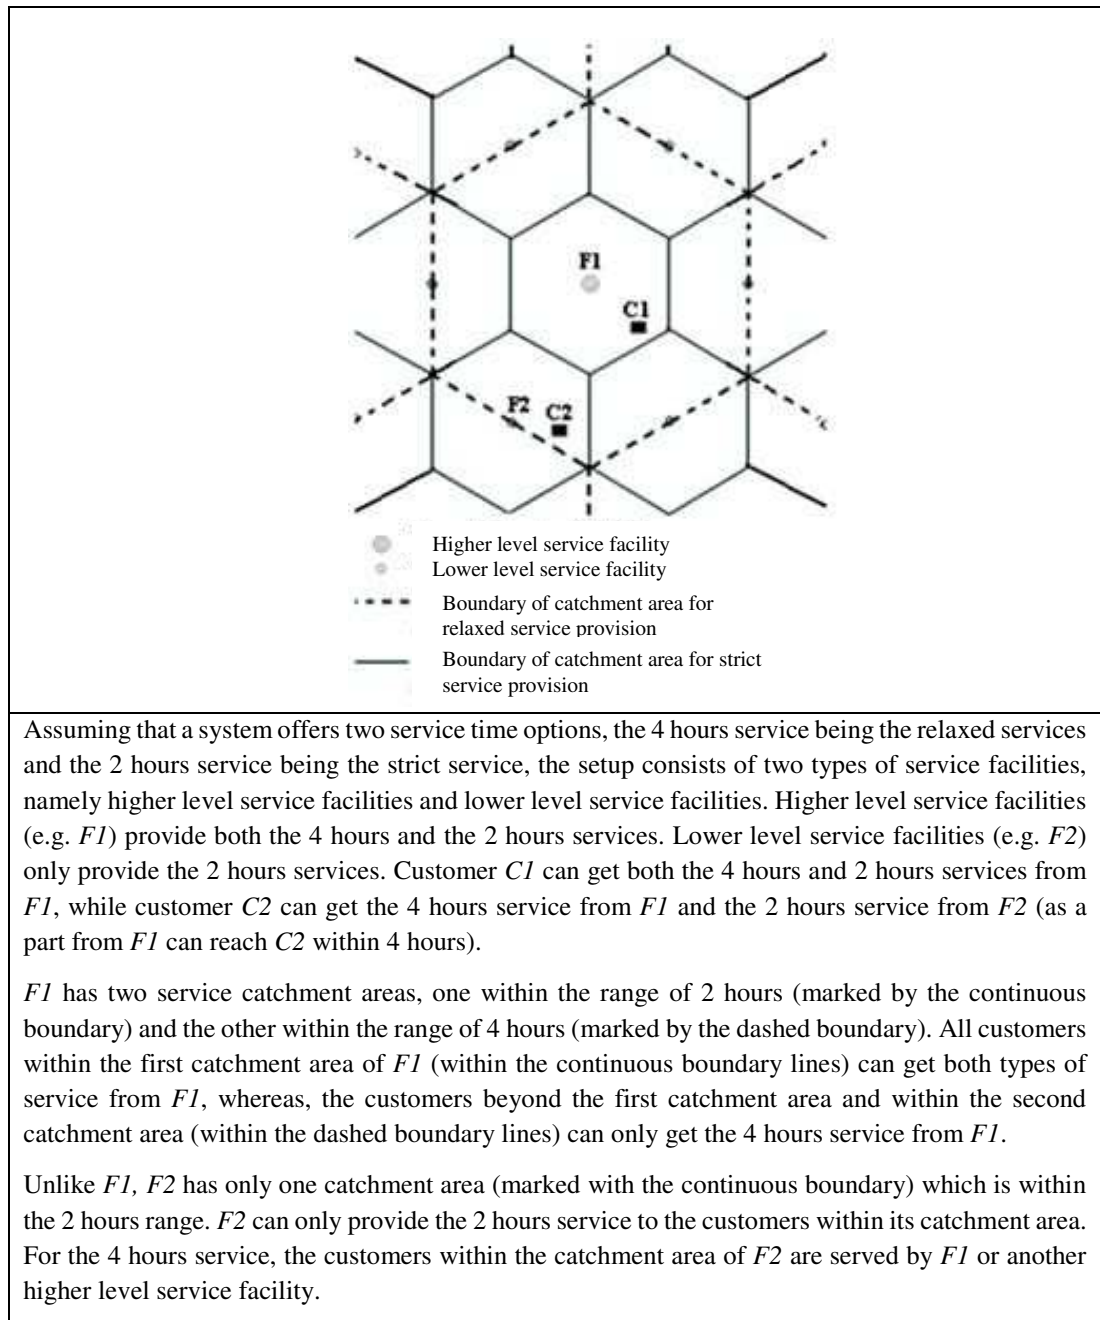 F1
C1
F2 C2
Higher level service facility
Lower level service facility
Boundary of catchment area for
relaxed service provision
Boundary of catchment area for strict
service provision
Assuming that a system offers two service time options, the 4 hours service being the relaxed services
and the 2 hours service being the strict service, the setup consists of two types of service facilities,
namely higher level service facilities and lower level service facilities. Higher level service facilities
(e.g. F1) provide both the 4 hours and the 2 hours services. Lower level service facilities (e.g. F2)
only provide the 2 hours services. Customer C1 can get both the 4 hours and 2 hours services from
F1, while customer C2 can get the 4 hours service from F1 and the 2 hours service from F2 (as a
part from F1 can reach C2 within 4 hours).
F1 has two service catchment areas, one within the range of 2 hours (marked by the continuous
boundary) and the other within the range of 4 hours (marked by the dashed boundary). All customers
within the first catchment area of F1 (within the continuous boundary lines) can get both types of
service from F1, whereas, the customers beyond the first catchment area and within the second
catchment area (within the dashed boundary lines) can only get the 4 hours service from F1.
Unlike F1, F2 has only one catchment area (marked with the continuous boundary) which is within
the 2 hours range. F2 can only provide the 2 hours service to the customers within its catchment area.
For the 4 hours service, the customers within the catchment area of F2 are served by F1 or another
higher level service facility.